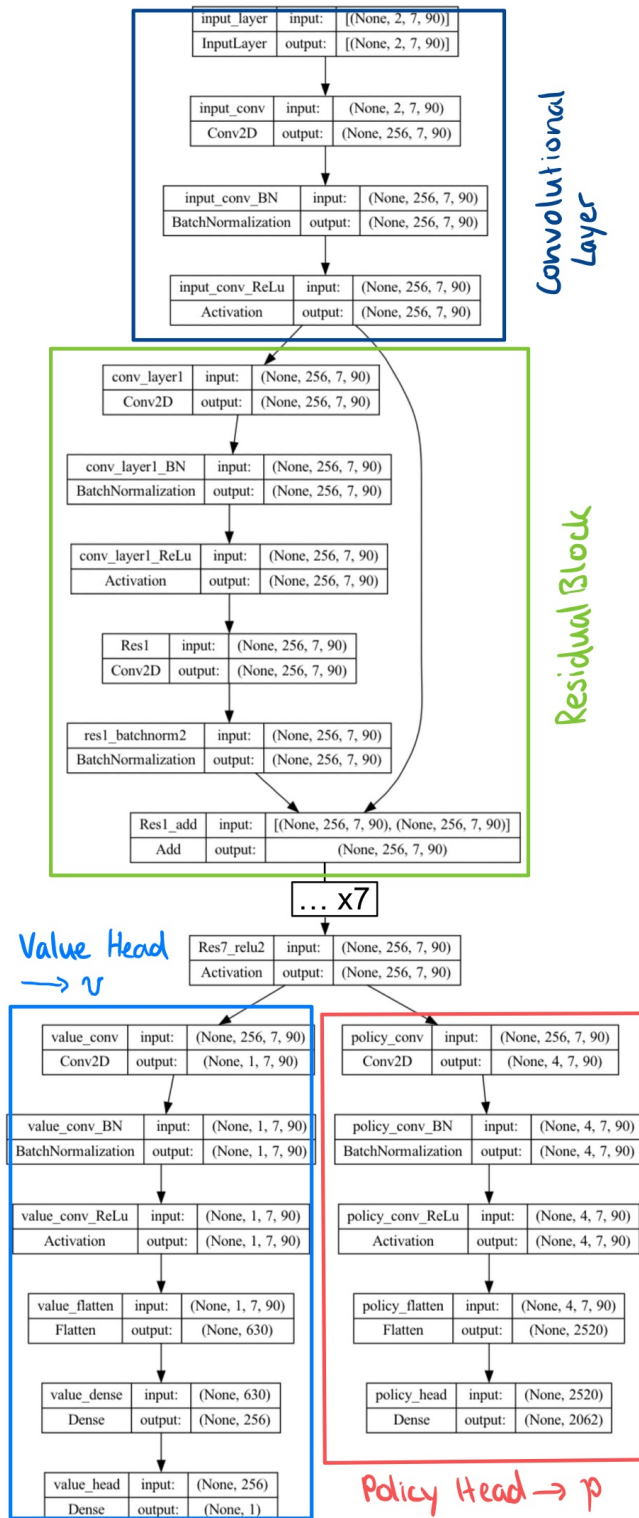 input_layer input: [(None, 2, 7, 90)]
InputLayer output: [(None, 2, 7, 90)]
input_conv input: (None, 2, 7, 90)
Conv2D output: (None, 256, 7, 90)
input_conv_BN input: (None, 256, 7, 90)
BatchNormalization output: (None, 256, 7, 90)
input_conv_ReLu input: (None, 256, 7, 90)
Activation output: (None, 256, 7, 90)
Convolutional
Layer
conv_layer1 input: (None, 256, 7, 90)
Conv2D output: (None, 256, 7, 90)
conv_layer1_BN input: (None, 256, 7, 90)
BatchNormalization output: (None, 256, 7, 90)
conv_layer1_ReLu input: (None, 256, 7, 90)
Activation output: (None, 256, 7, 90)
Res1 input: (None, 256, 7, 90)
Conv2D output: (None, 256, 7, 90)
res1_batchnorm2 input: (None, 256, 7, 90)
BatchNormalization output: (None, 256, 7, 90)
Res1_add input: [(None, 256, 7, 90), (None, 256, 7, 90)]
Add output: (None, 256, 7, 90)
Residual Block
... x7
Res7_relu2 input: (None, 256, 7, 90)
Activation output: (None, 256, 7, 90)
Value Head
→ v
value_conv input: (None, 256, 7, 90)
Conv2D output: (None, 1, 7, 90)
value_conv_BN input: (None, 1, 7, 90)
BatchNormalization output: (None, 1, 7, 90)
value_conv_ReLu input: (None, 1, 7, 90)
Activation output: (None, 1, 7, 90)
value_flatten input: (None, 1, 7, 90)
Flatten output: (None, 630)
value_dense input: (None, 630)
Dense output: (None, 256)
value_head input: (None, 256)
Dense output: (None, 1)
policy_conv input: (None, 256, 7, 90)
Conv2D output: (None, 4, 7, 90)
policy_conv_BN input: (None, 4, 7, 90)
BatchNormalization output: (None, 4, 7, 90)
policy_conv_ReLu input: (None, 4, 7, 90)
Activation output: (None, 4, 7, 90)
policy_flatten input: (None, 4, 7, 90)
Flatten output: (None, 2520)
policy_head input: (None, 2520)
Dense output: (None, 2062)
Policy Head → p